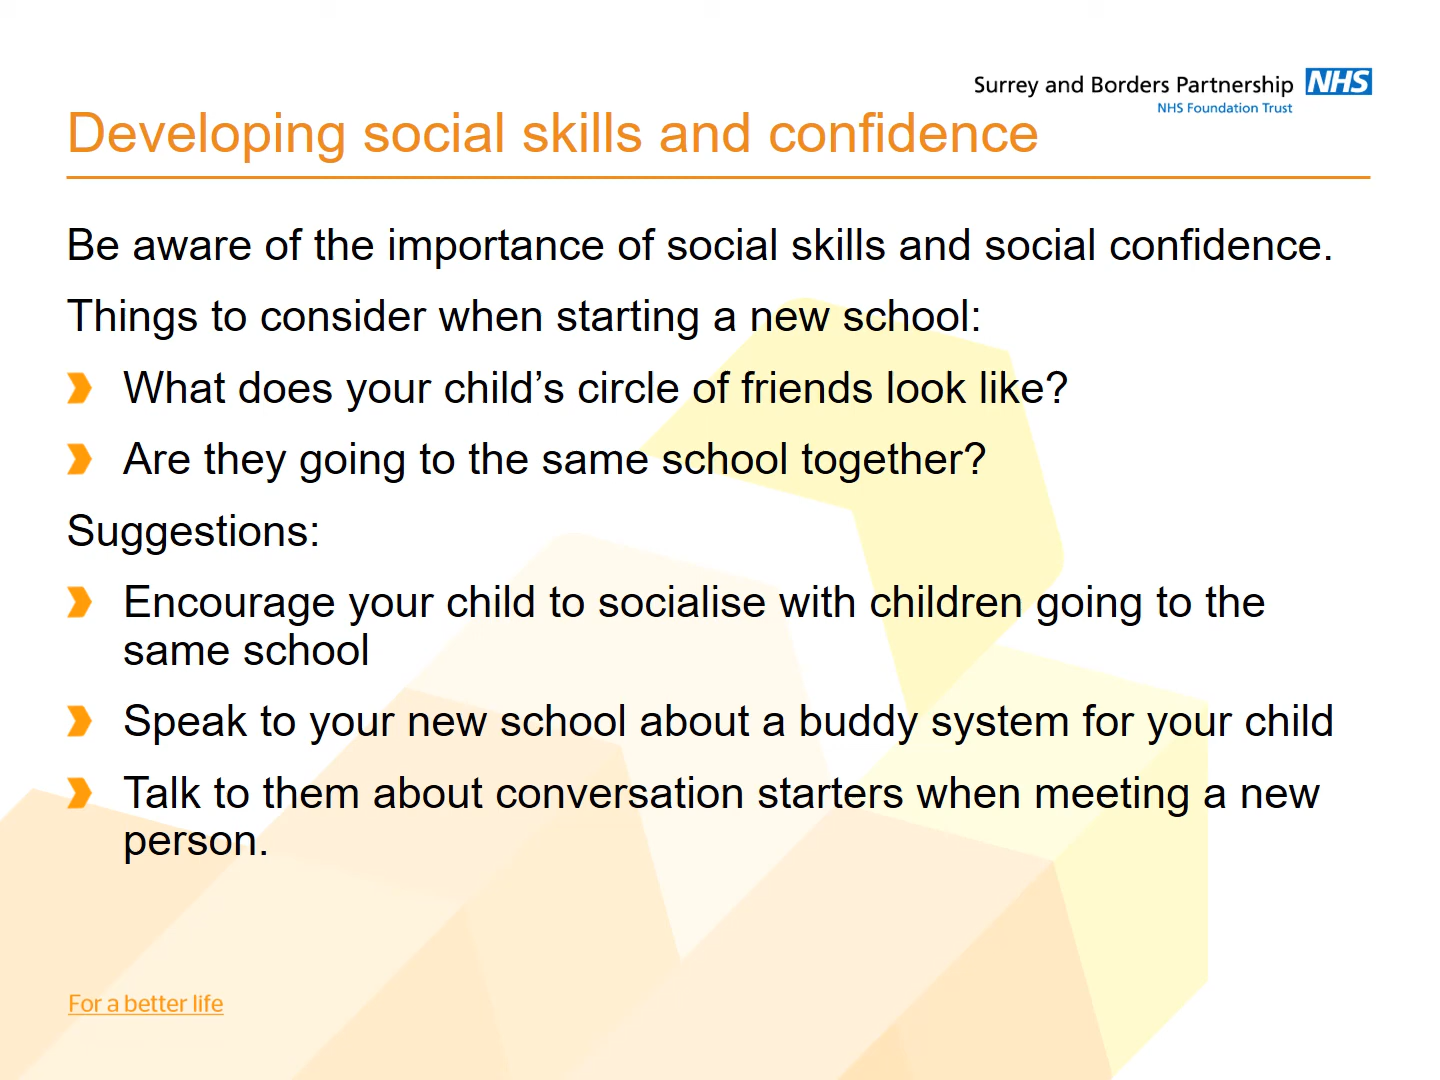 Surrey and Borders Partnership NHS
NHS Foundation Trust
Developing social skills and confidence
Be aware of the importance of social skills and social confidence.
Things to consider when starting a new school:
What does your child’s circle of friends look like?
Are they going to the same school together?
Suggestions:
Encourage your child to socialise with children going to the
same school
Speak to your new school about a buddy system for your child
Talk to them about conversation starters when meeting a new
person.
For a better life